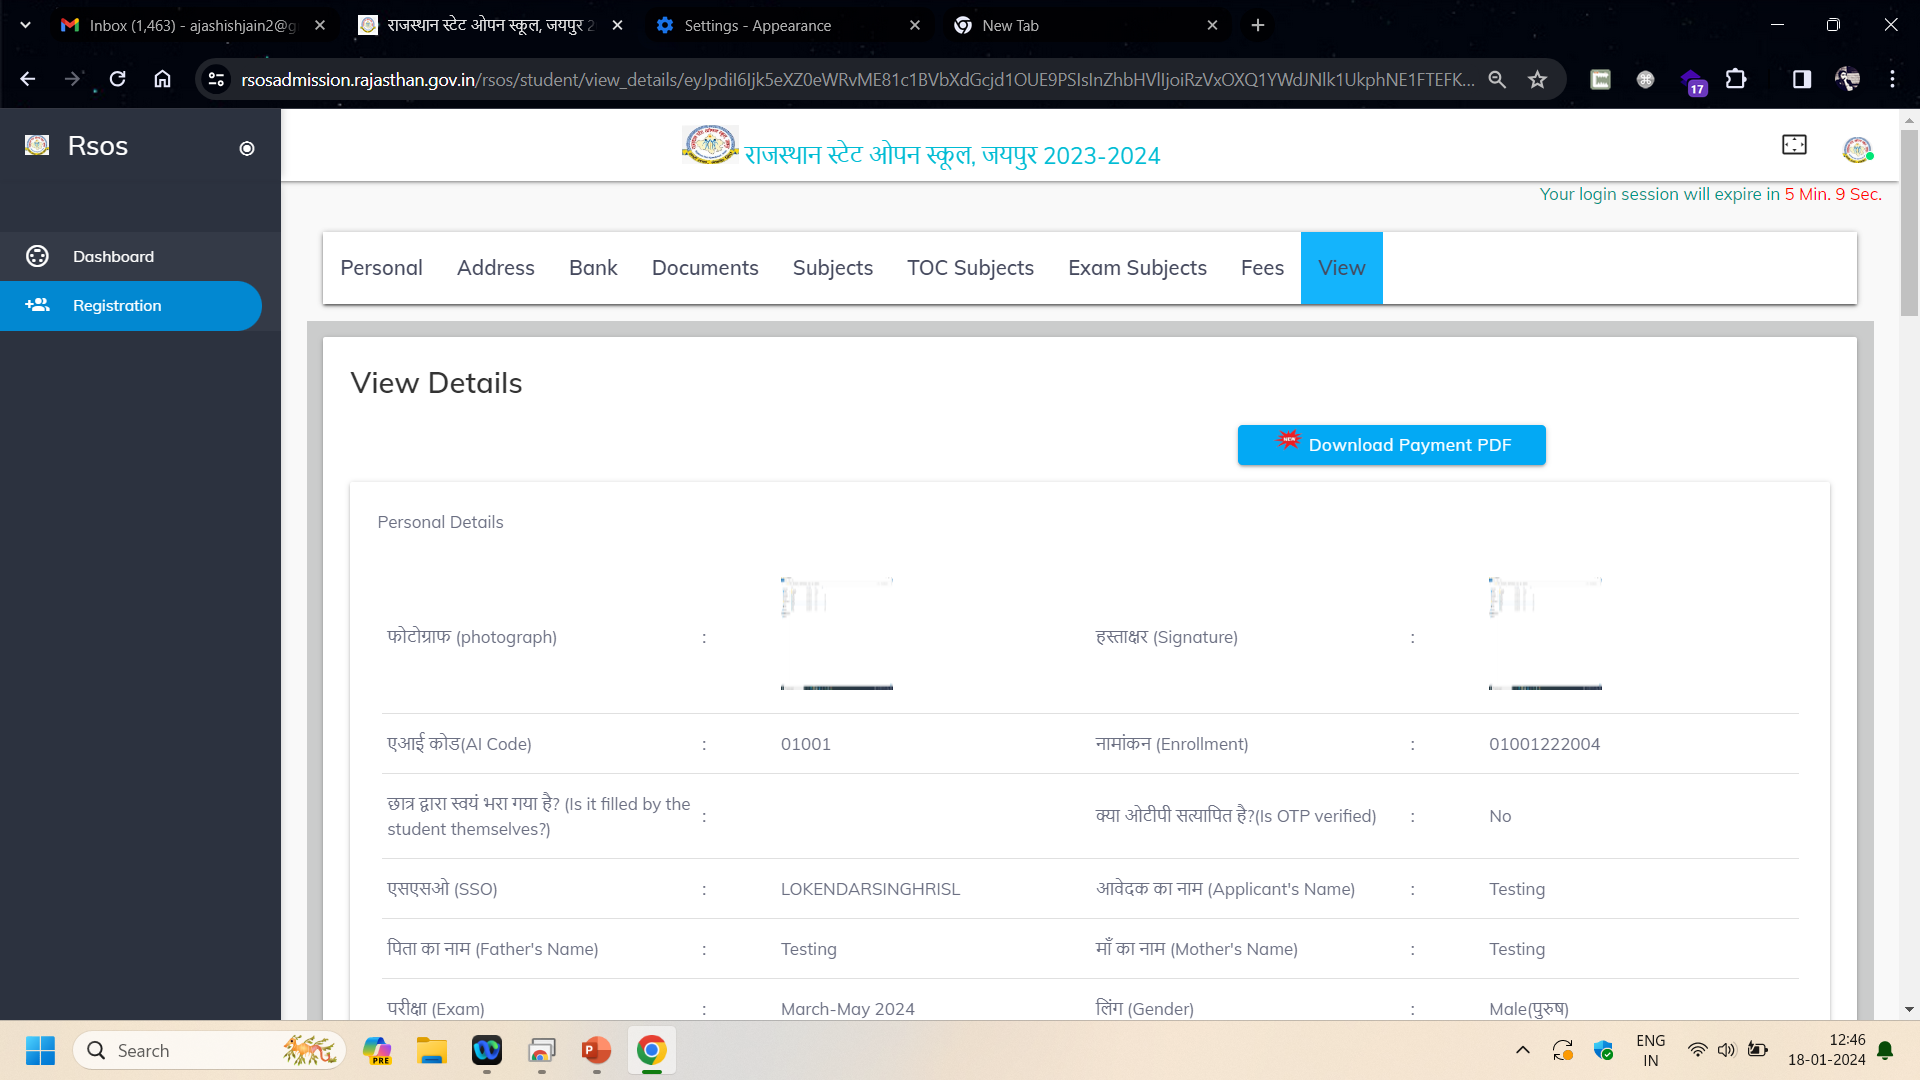 Inbox (1,463) - ajashishjain2@g
राजस्थान स्टेट ओपन स्कूल, जयपुर 2
Settings - Appearance
New Tab
rsosadmission.rajasthan.gov.in/rsos/student/view_details/
17
Rsos
राजस्थान स्टेट ओपन स्कूल, जयपुर 2023-2024
Your login session will expire in 5 Min. 9 Sec.
Dashboard
Registration
Personal Address Bank Documents Subjects TOC Subjects Exam Subjects Fees View
View Details
NEW Download Payment PDF
Personal Details
फोटोग्राफ (photograph) : हस्ताक्षर (Signature) :
एआई कोड(AI Code) : 01001 नामांकन (Enrollment) : 01001222004
छात्र द्वारा स्वयं भरा गया है? (Is it filled by the
student themselves?) : क्या ओटीपी सत्यापित है?(Is OTP verified) : No
एसएसओ (SSO) : LOKENDARSINGHRISL आवेदक का नाम (Applicant's Name) : Testing
पिता का नाम (Father's Name) : Testing माँ का नाम (Mother's Name) : Testing
परीक्षा (Exam) : March-May 2024 लिंग (Gender) : Male(पुरुष)
Search
PRE
ENG
IN
12:46
18-01-2024